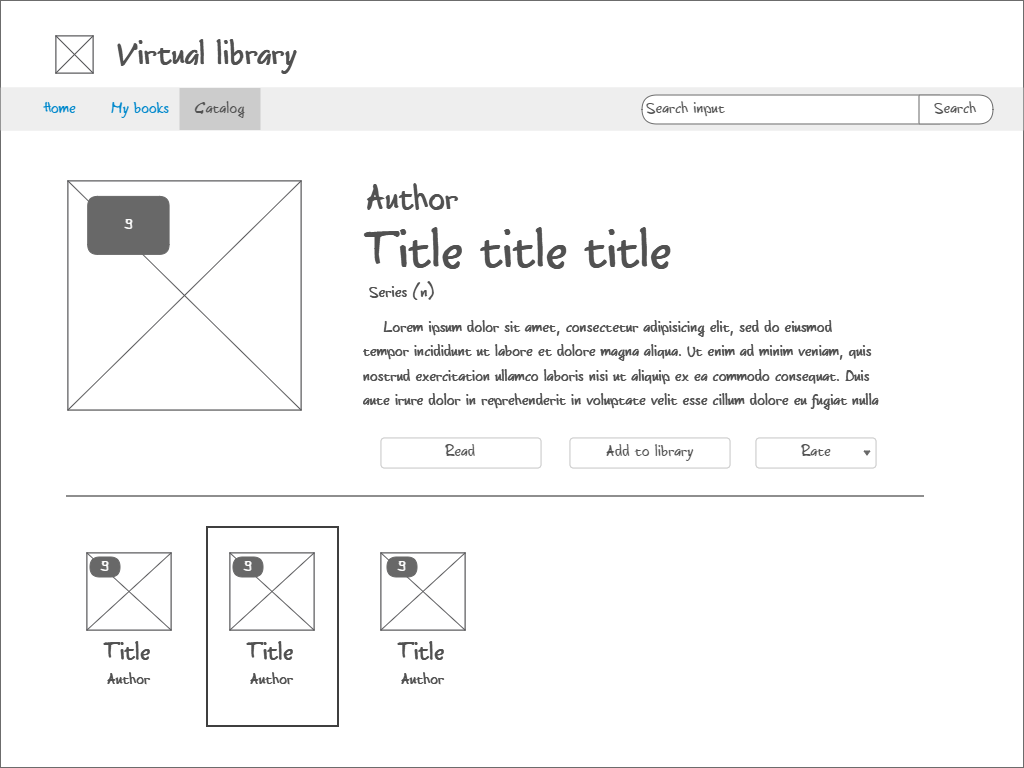 Virtual library
Home My books Catalog Search input Search
9
Author
Title title title
Series (n)
Lorem ipsum dolor sit amet, consectetur adipisicing elit, sed do eiusmod
tempor incididunt ut labore et dolore magna aliqua. Ut enim ad minim veniam, quis
nostrud exercitation ullamco laboris nisi ut aliquip ex ea commodo consequat. Duis
aute irure dolor in reprehenderit in voluptate velit esse cillum dolore eu fugiat nulla
Read Add to library Rate
9 9 9
Title Title Title
Author Author Author